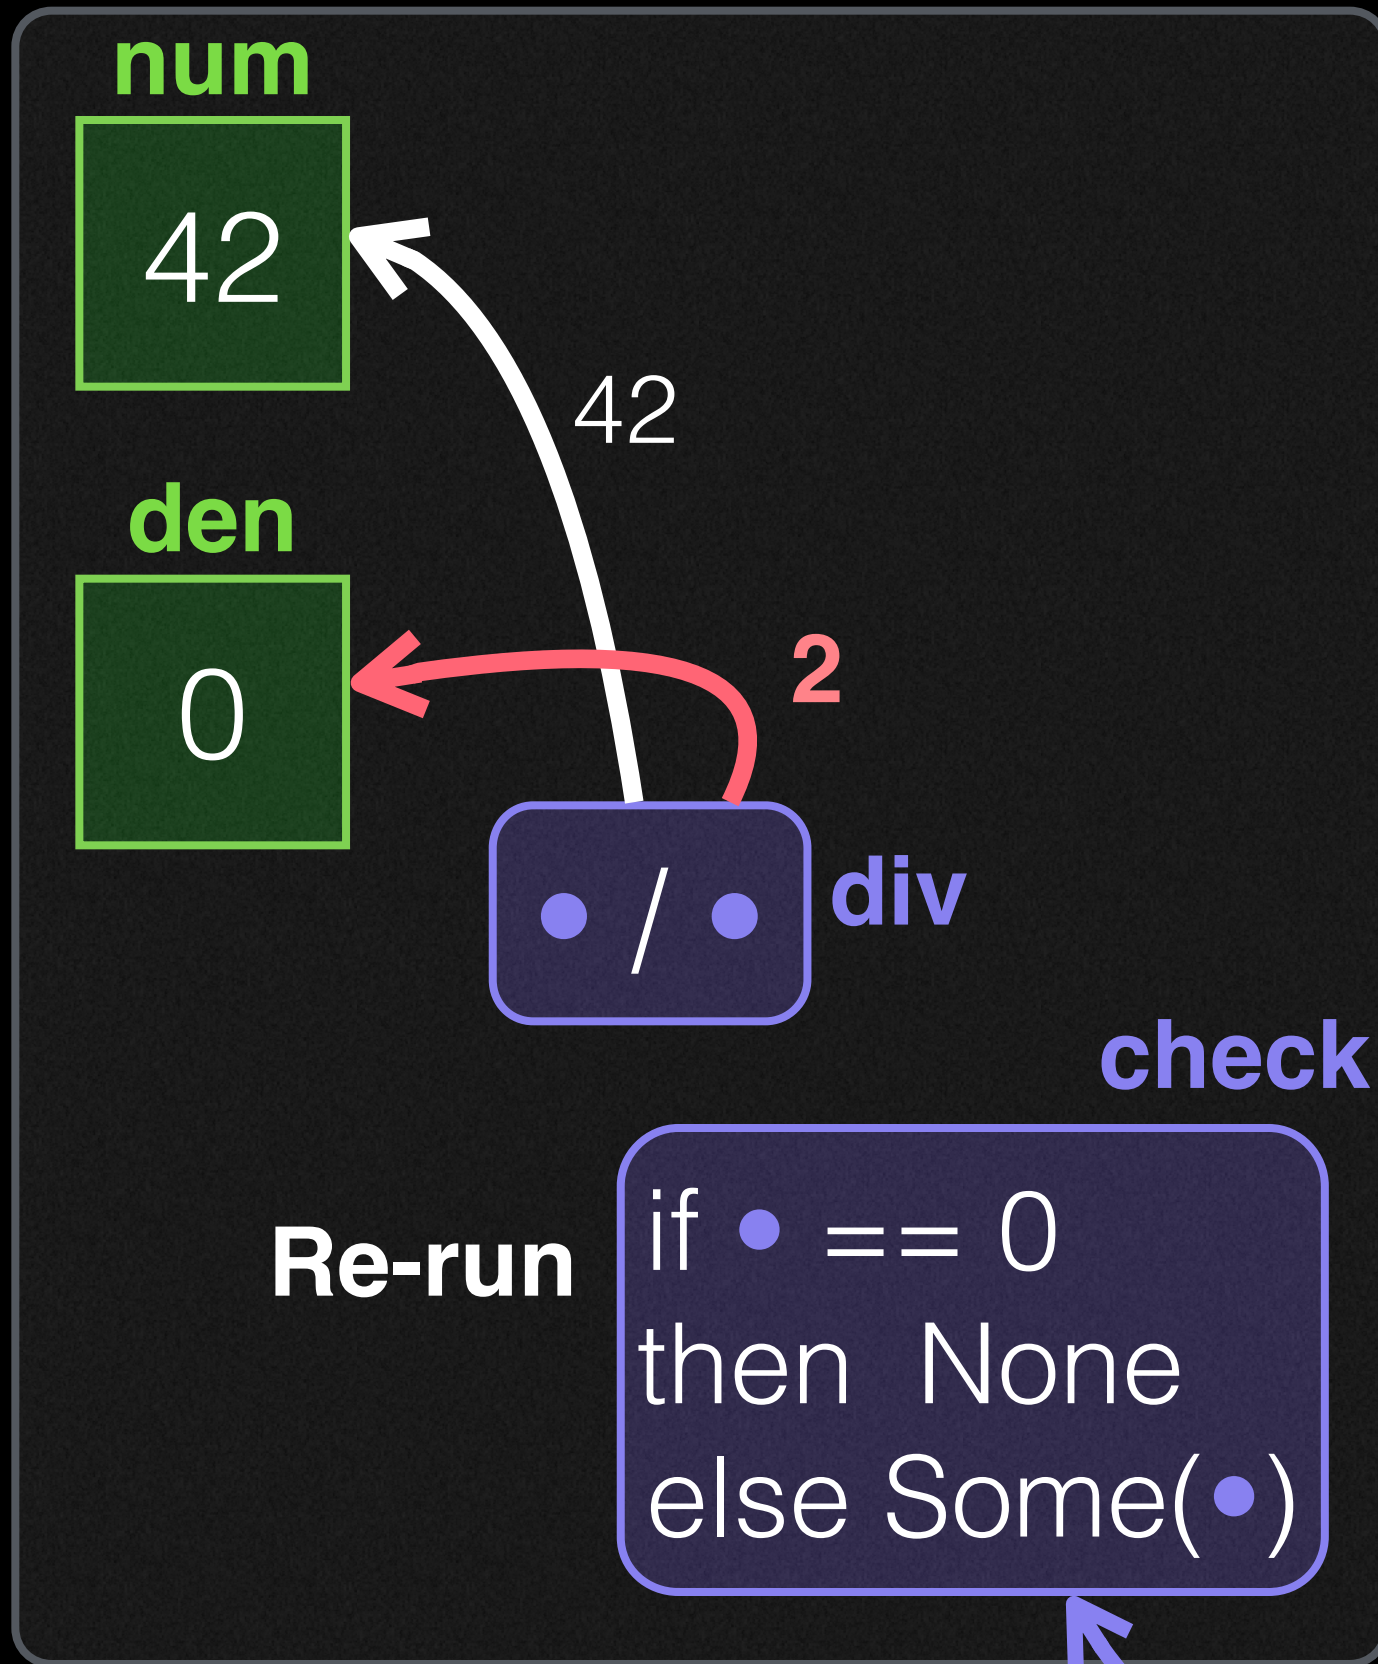 num
42
42
den
0
2
• / •
div
check
Re-run
if • == 0
then None
else Some(•)